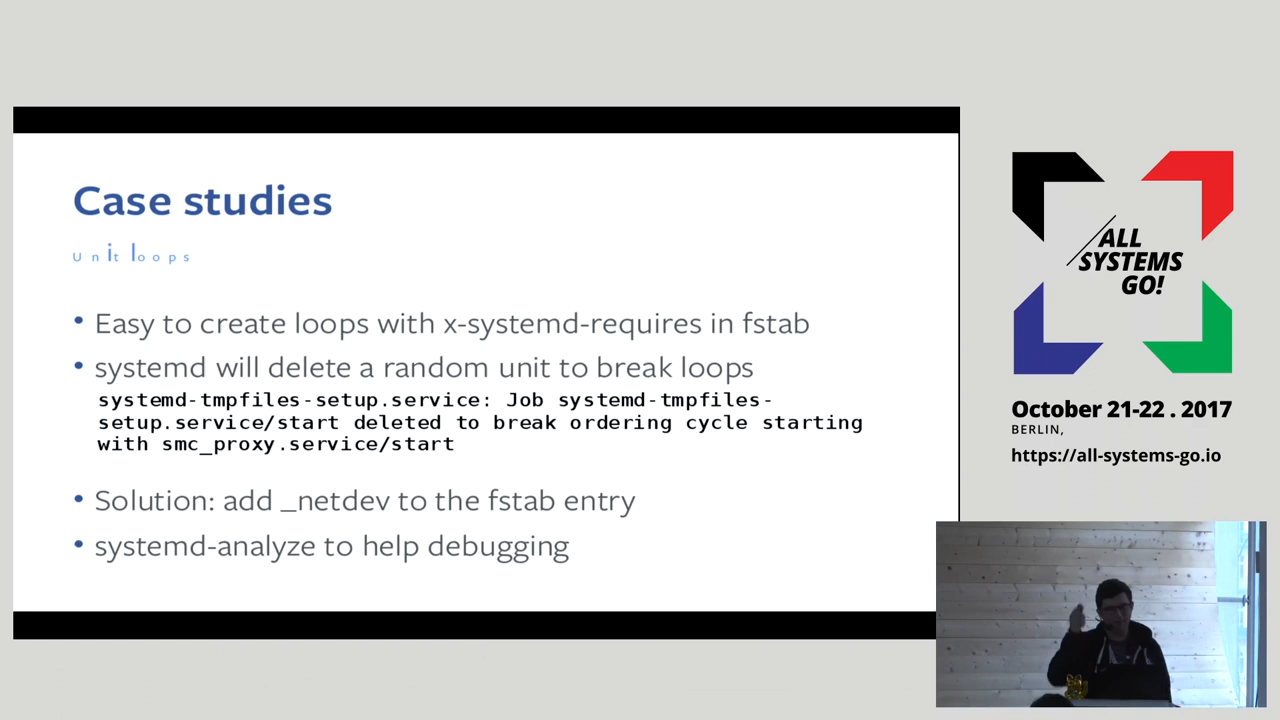 Case studies
Unit loops
• Easy to create loops with x-systemd-requires in fstab
• systemd will delete a random unit to break loops
systemd-tmpfiles-setup.service: Job systemd-tmpfiles-
setup.service/start deleted to break ordering cycle starting
with smc_proxy.service/start
• Solution: add _netdev to the fstab entry
• systemd-analyze to help debugging
ALL
SYSTEMS
GO!
October 21-22 . 2017
BERLIN,
https://all-systems-go.io